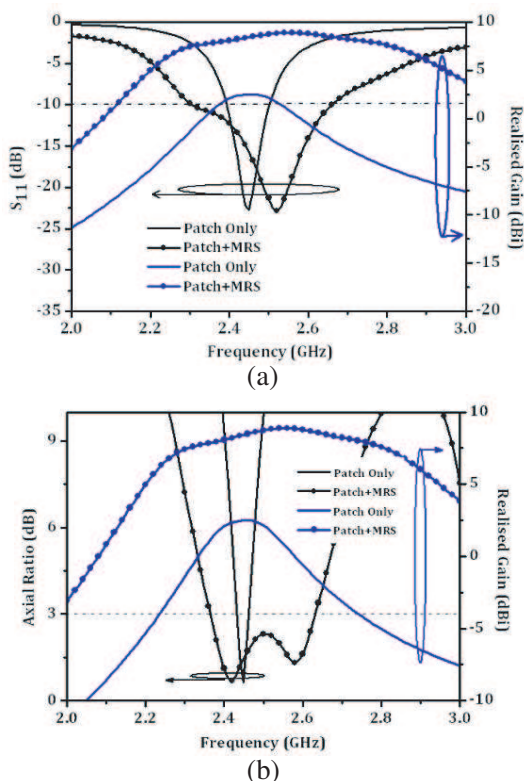 0
-5
-10
-15
-20
-25
-30
-35
S11 (dB)
10
5
0
-5
-10
-15
-20
Realised Gain (dBi)
Patch Only
Patch+MRS
Patch Only
Patch+MRS
2.0 2.2 2.4 2.6 2.8 3.0
Frequency (GHz)
(a)
9
6
3
0
Axial Ratio (dB)
10
5
0
-5
-10
Realised Gain (dBi)
Patch Only
Patch+MRS
Patch Only
Patch+MRS
2.0 2.2 2.4 2.6 2.8 3.0
Frequency (GHz)
(b)